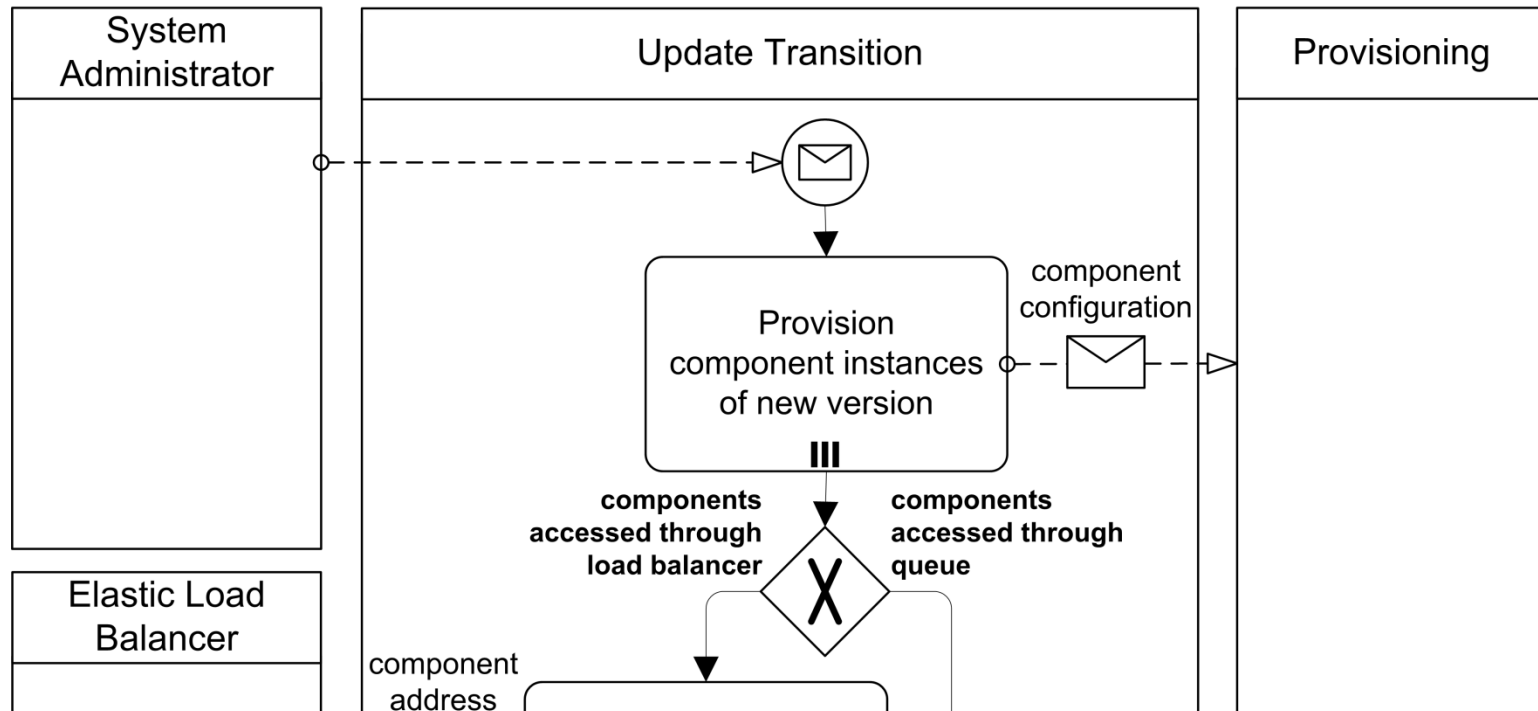 System
Administrator
Update Transition
Provisioning
component
configuration
Provision
component instances
of new version
components
accessed through
load balancer
components
accessed through
queue
Elastic Load
Balancer
component
address